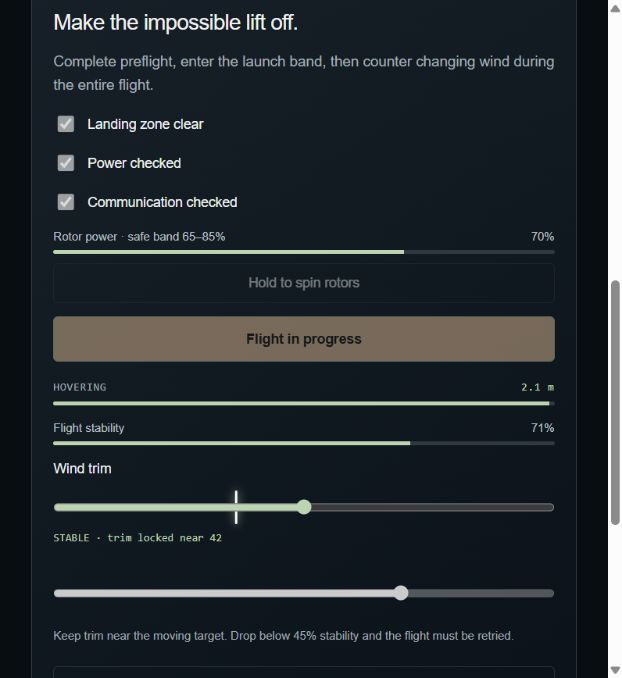 Make the impossible lift off.
Complete preflight, enter the launch band, then counter changing wind during
the entire flight.
Landing zone clear
Power checked
Communication checked
Rotor power · safe band 65–85% 70%
Hold to spin rotors
Flight in progress
HOVERING 2.1 m
Flight stability 71%
Wind trim
STABLE · trim locked near 42
Keep trim near the moving target. Drop below 45% stability and the flight must be retried.